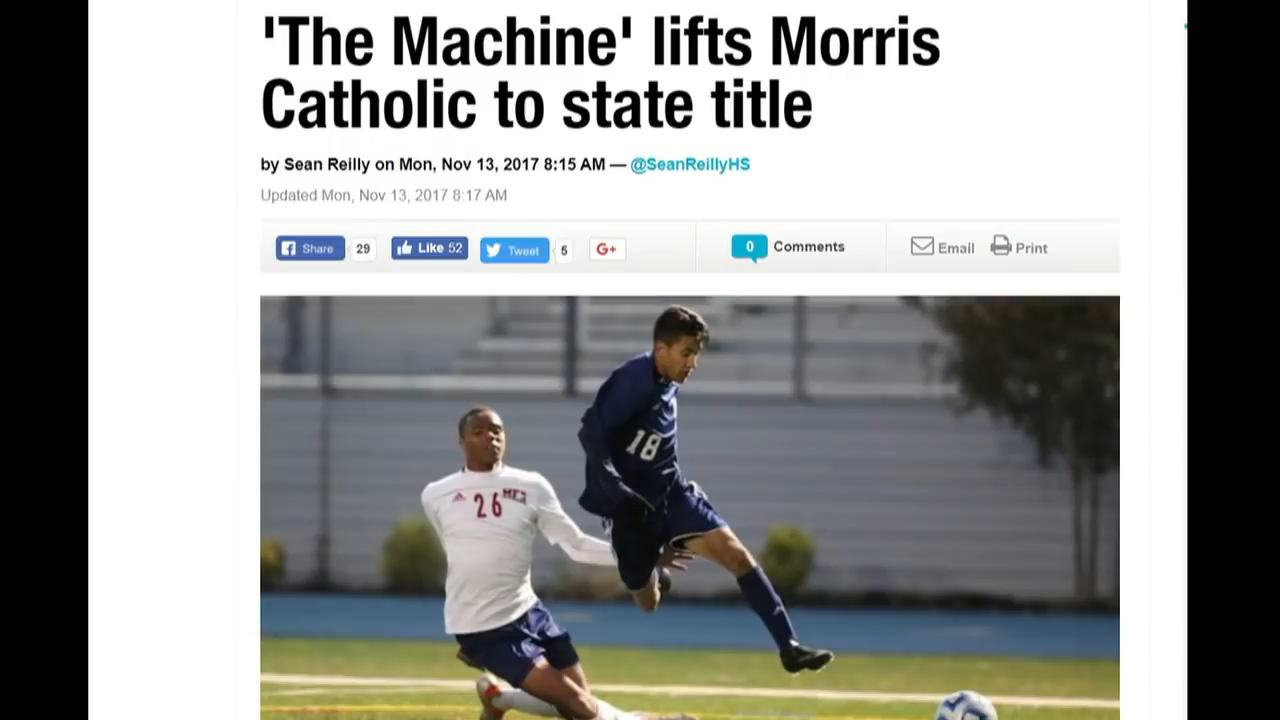 'The Machine' lifts Morris
Catholic to state title
by Sean Reilly on Mon, Nov 13, 2017 8:15 AM — @SeanReillyHS
Updated Mon, Nov 13, 2017 8:17 AM
Share 29 Like 52 Tweet 5 G+ 0 Comments Email Print
18
26